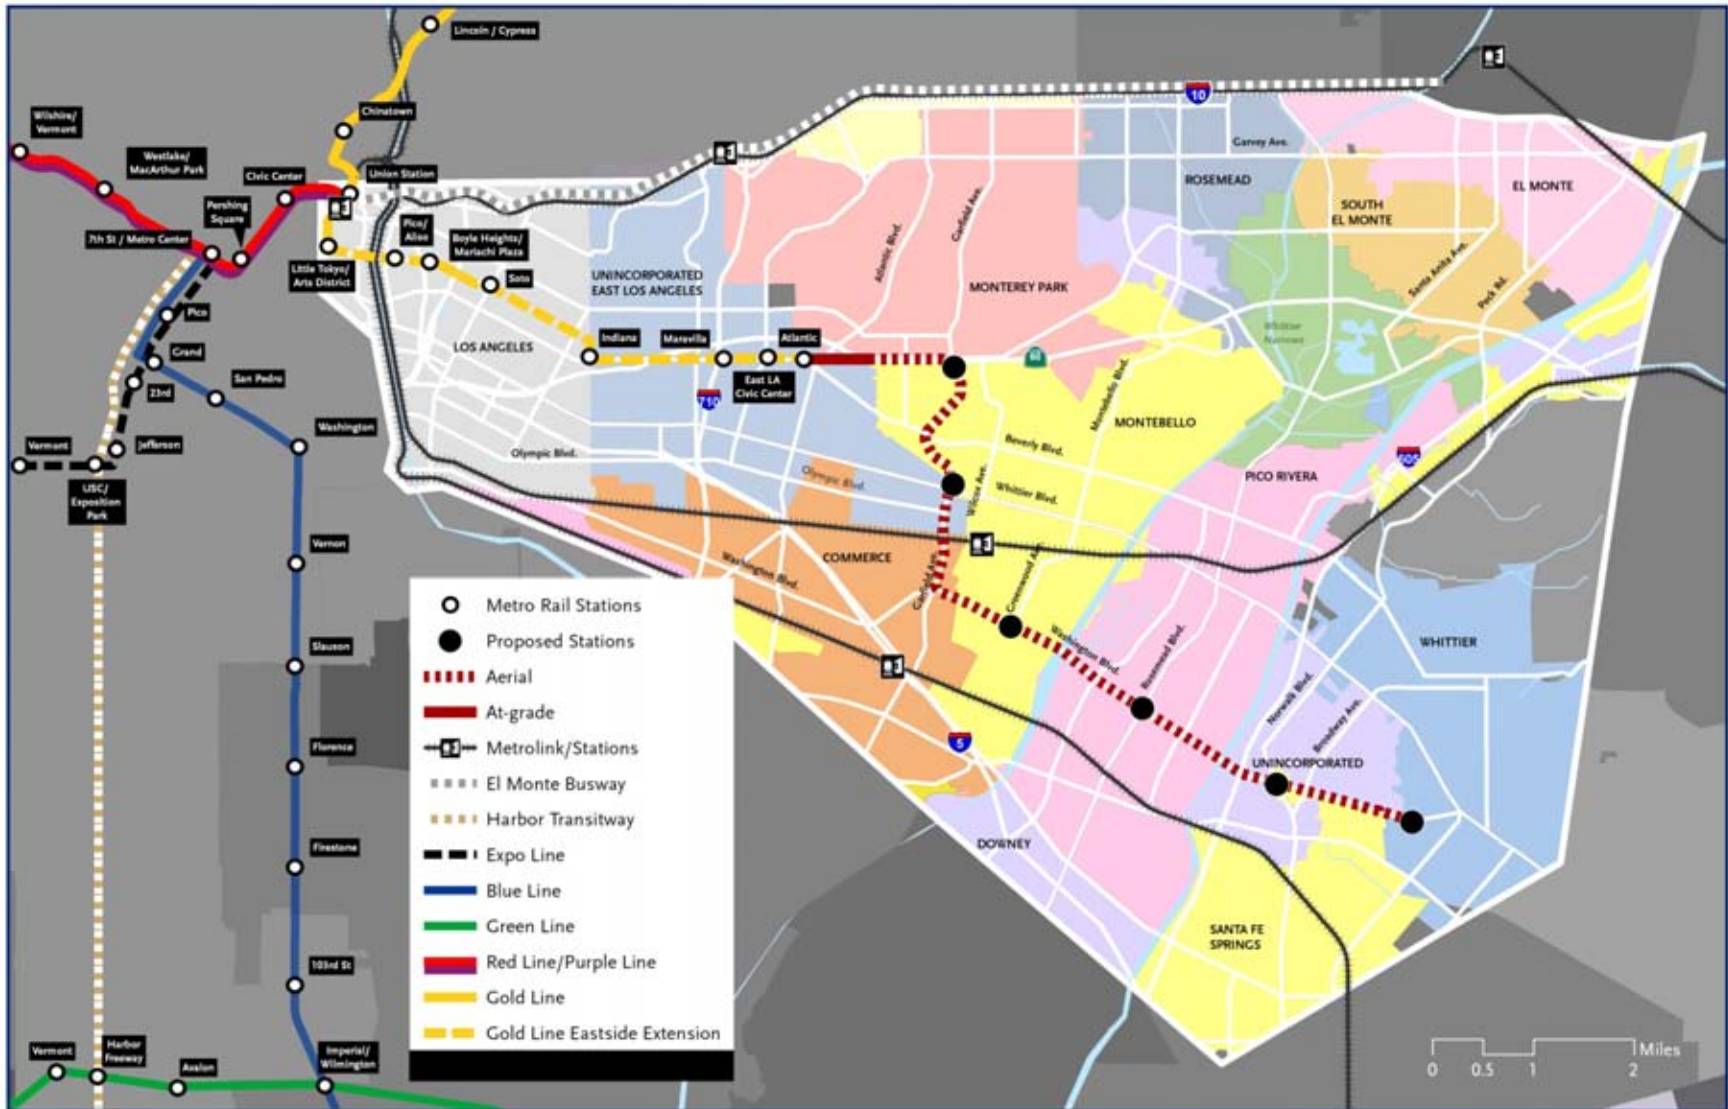 Lincoln / Cypress
Chinatown
Wilshire/
Vermont
Westlake/
MacArthur Park
Civic Center
Union Station
Pershing
Square
7th St / Metro Center
Pico/
Aliso
Boyle Heights/
Mariachi Plaza
Little Tokyo/
Arts District
Soto
Pico
Grand
23rd
San Pedro
Jefferson
Vermont
USC/
Exposition
Park
Washington
Vernon
Slauson
Florence
Firestone
103rd St
Vermont
Harbor
Freeway
Avalon
Imperial/
Wilmington
Indiana
Maravilla
East LA
Civic Center
Atlantic
LOS ANGELES
UNINCORPORATED
EAST LOS ANGELES
710
10
Garvey Ave.
ROSEMEAD
SOUTH
EL MONTE
EL MONTE
Atlantic Blvd.
Garfield Ave.
MONTEREY PARK
Santa Anita Ave.
Peck Rd.
Whittier
Narrows
60
Montebello Blvd.
MONTEBELLO
Beverly Blvd.
Olympic Blvd.
Olympic Blvd.
Wilcox Ave.
Whittier Blvd.
PICO RIVERA
605
COMMERCE
Washington Blvd.
Garfield Ave.
Greenwood Ave.
Washington Blvd.
Rosemead Blvd.
WHITTIER
Norwalk Blvd.
Broadway Ave.
UNINCORPORATED
5
DOWNEY
SANTA FE
SPRINGS
Metro Rail Stations
Proposed Stations
Aerial
At-grade
Metrolink/Stations
El Monte Busway
Harbor Transitway
Expo Line
Blue Line
Green Line
Red Line/Purple Line
Gold Line
Gold Line Eastside Extension
Miles
0 0.5 1 2